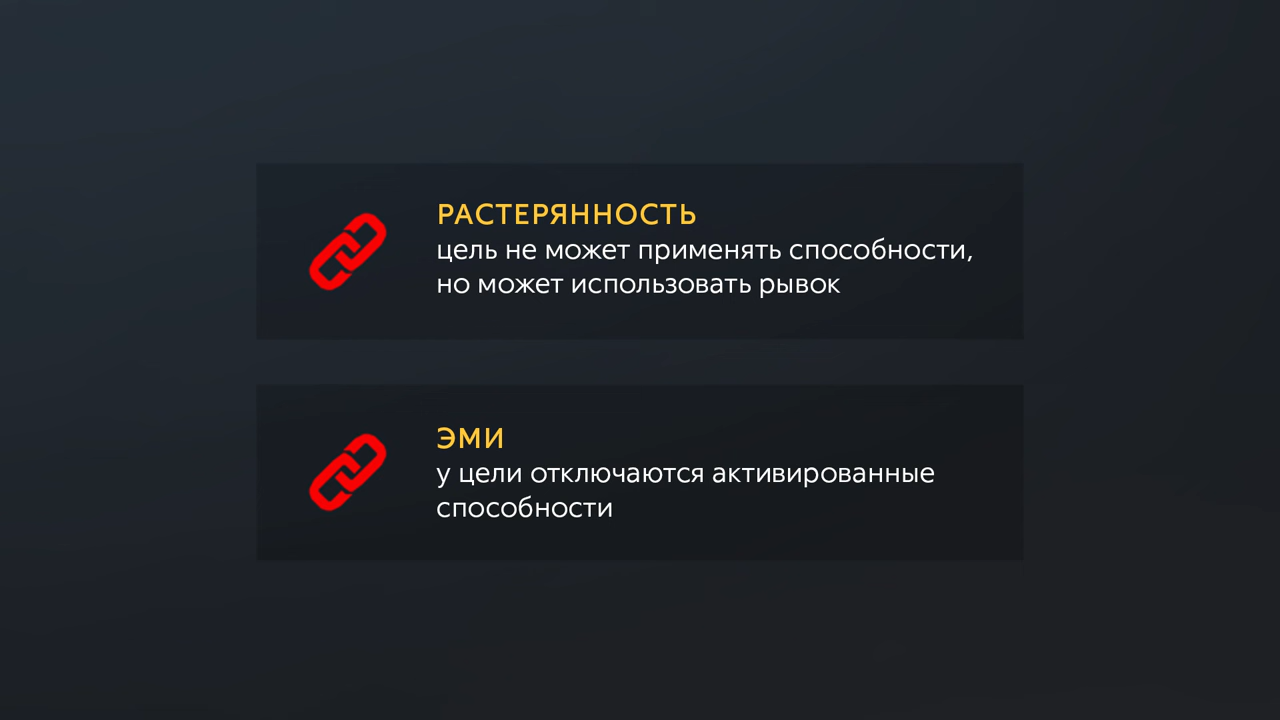 РАСТЕРЯННОСТЬ
цель не может применять способности,
но может использовать рывок
ЭМИ
у цели отключаются активированные
способности